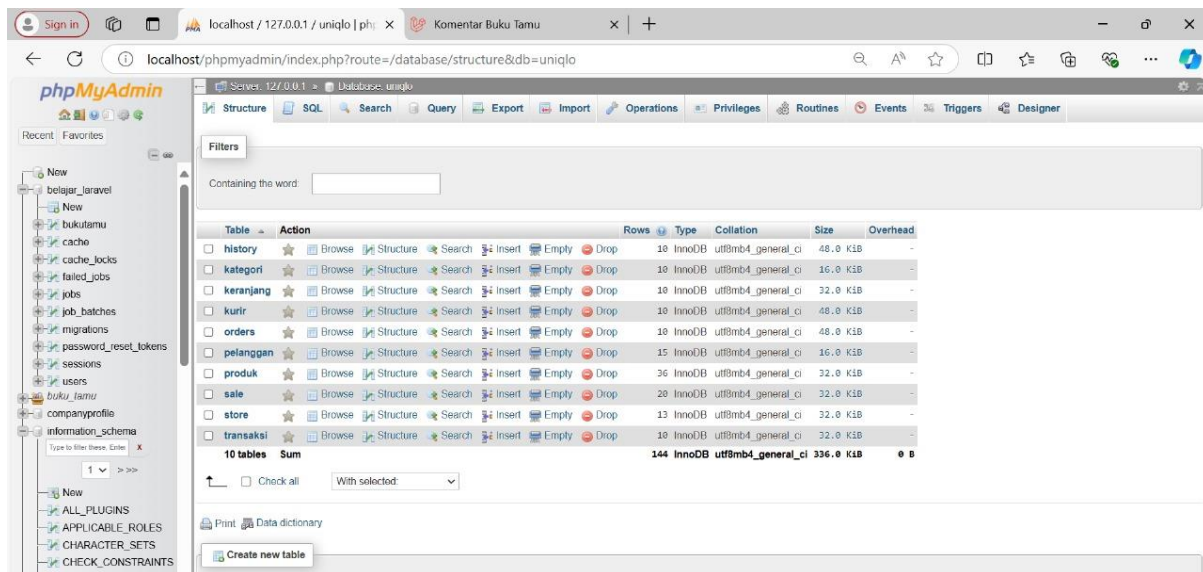 Sign in
localhost / 127.0.0.1 / uniqlo | ph
Komentar Buku Tamu
localhost/phpmyadmin/index.php?route=/database/structure&db=uniqlo
phpMyAdmin
Recent Favorites
New
belajar_laravel
New
bukutamu
cache
cache_locks
failed_jobs
jobs
job_batches
migrations
password_reset_tokens
sessions
users
buku_tamu
companyprofile
information_schema
Type to filter these, Enter X
1 > >>
New
ALL_PLUGINS
APPLICABLE_ROLES
CHARACTER_SETS
CHECK_CONSTRAINTS
Server: 127.0.0.1 » Database: uniqlo
Structure SQL Search Query Export Import Operations Privileges Routines Events Triggers Designer
Filters
Containing the word:
Table Action Rows Type Collation Size Overhead
history Browse Structure Search Insert Empty Drop 10 InnoDB utf8mb4_general_ci 48.0 KiB -
kategori Browse Structure Search Insert Empty Drop 10 InnoDB utf8mb4_general_ci 16.0 KiB -
keranjang Browse Structure Search Insert Empty Drop 10 InnoDB utf8mb4_general_ci 32.0 KiB -
kurir Browse Structure Search Insert Empty Drop 10 InnoDB utf8mb4_general_ci 48.0 KiB -
orders Browse Structure Search Insert Empty Drop 10 InnoDB utf8mb4_general_ci 48.0 KiB -
pelanggan Browse Structure Search Insert Empty Drop 15 InnoDB utf8mb4_general_ci 16.0 KiB -
produk Browse Structure Search Insert Empty Drop 36 InnoDB utf8mb4_general_ci 32.0 KiB -
sale Browse Structure Search Insert Empty Drop 20 InnoDB utf8mb4_general_ci 32.0 KiB -
store Browse Structure Search Insert Empty Drop 13 InnoDB utf8mb4_general_ci 32.0 KiB -
transaksi Browse Structure Search Insert Empty Drop 10 InnoDB utf8mb4_general_ci 32.0 KiB -
10 tables Sum 144 InnoDB utf8mb4_general_ci 336.0 KiB 0 B
Check all With selected:
Print Data dictionary
Create new table